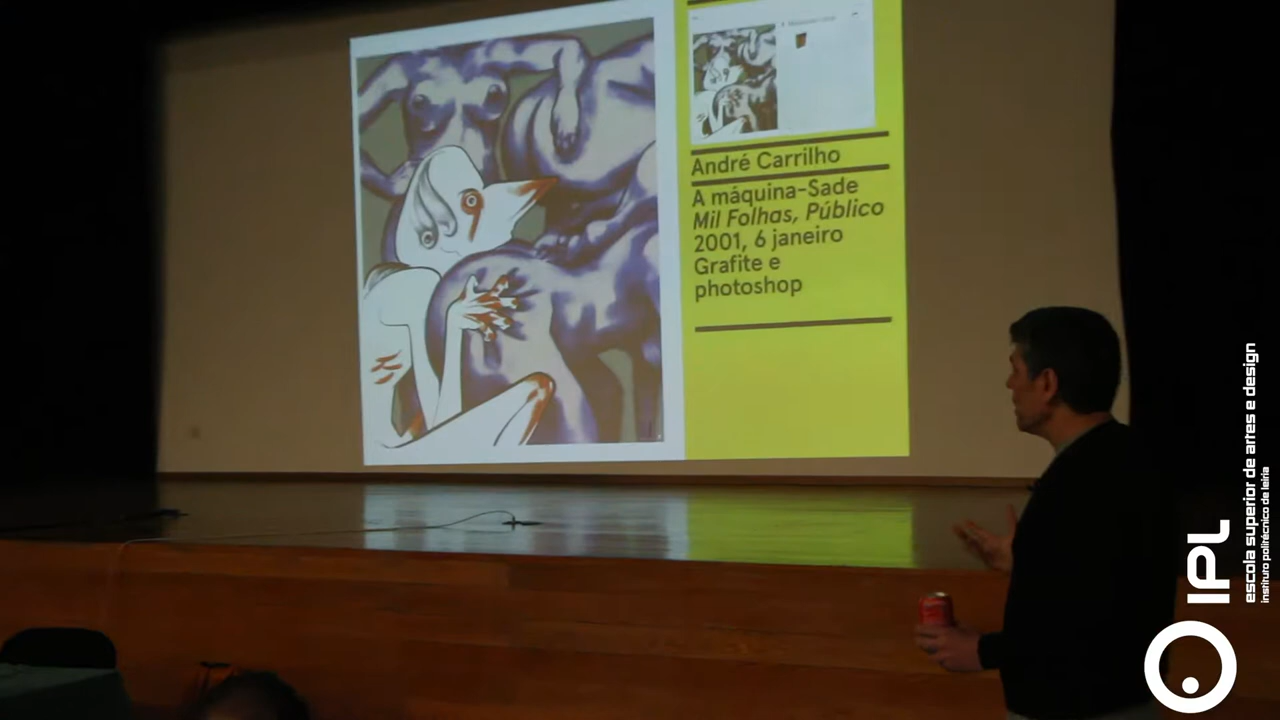 André Carrilho
A máquina-Sade
Mil Folhas, Público
2001, 6 janeiro
Grafite e
photoshop
IPL
escola superior de artes e design
instituto politécnico de leiria